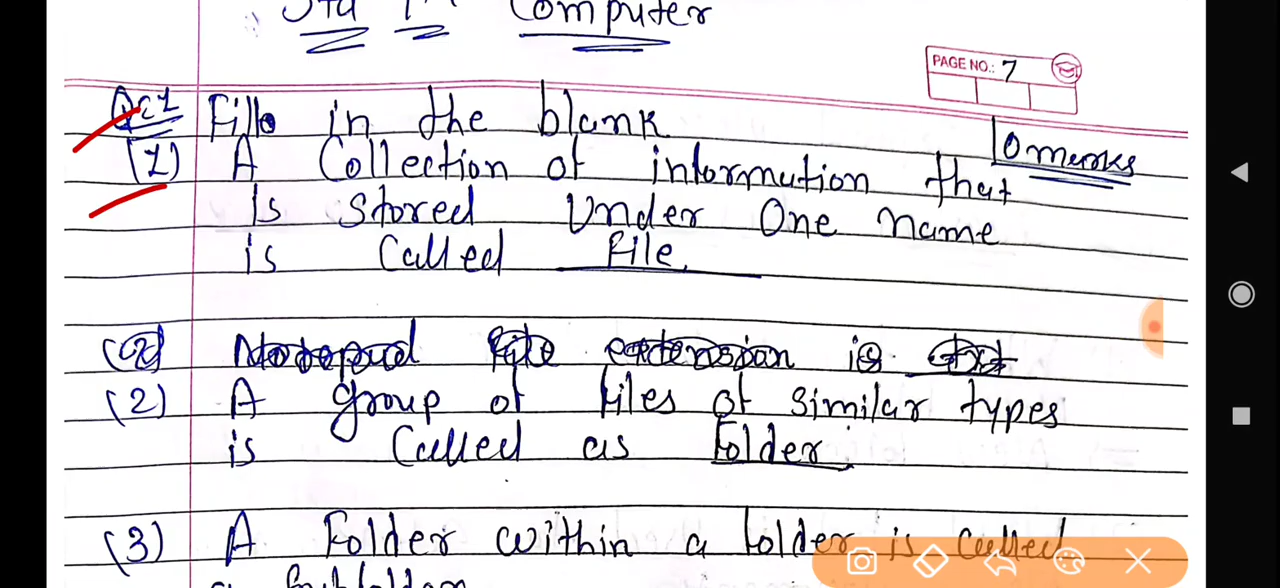 Computer
PAGE NO.: 7
Que 1 Fill in the blank
10 marks
(1) A Collection of information that
is stored Under One name
is Called File.
(2) Notepad file extension is txt
(2) A group of files of similar types
is Called as Folder
(3) A Folder within a folder is called
a